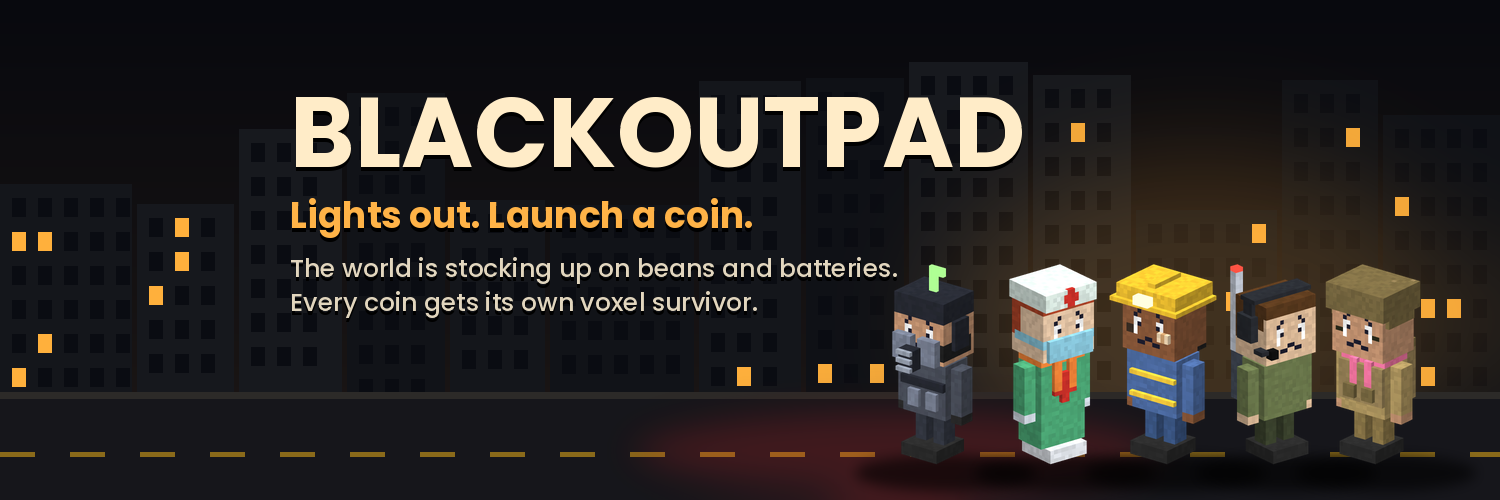 BLACKOUTPAD
Lights out. Launch a coin.
The world is stocking up on beans and batteries.
Every coin gets its own voxel survivor.